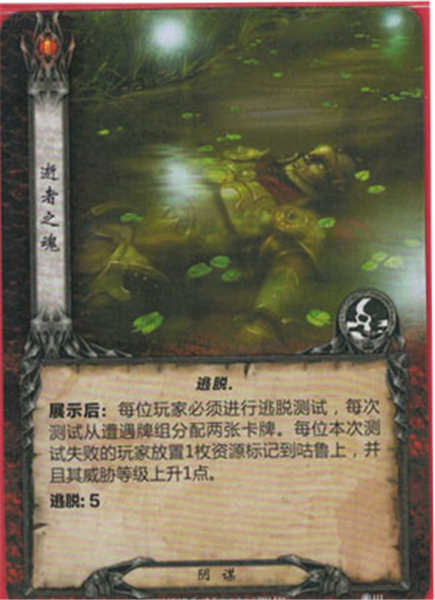 逝者之魂
逃脱.
展示后：每位玩家必须进行逃脱测试，每次
测试从遭遇牌组分配两张卡牌。每位本次测
试失败的玩家放置1枚资源标记到咕鲁上，并
且其威胁等级上升1点。
逃脱: 5
阴 谋